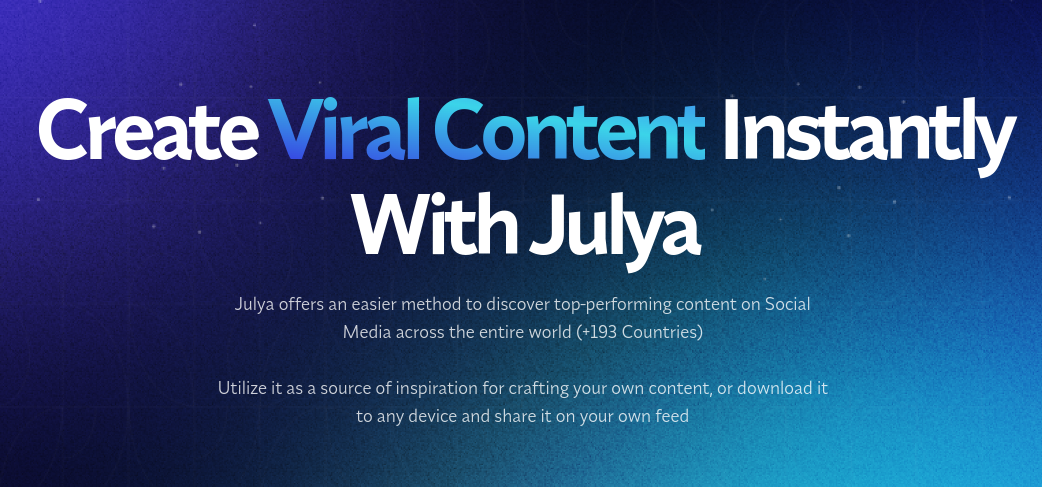 Create Viral Content Instantly
With Julya
Julya offers an easier method to discover top-performing content on Social
Media across the entire world (+193 Countries)
Utilize it as a source of inspiration for crafting your own content, or download it
to any device and share it on your own feed